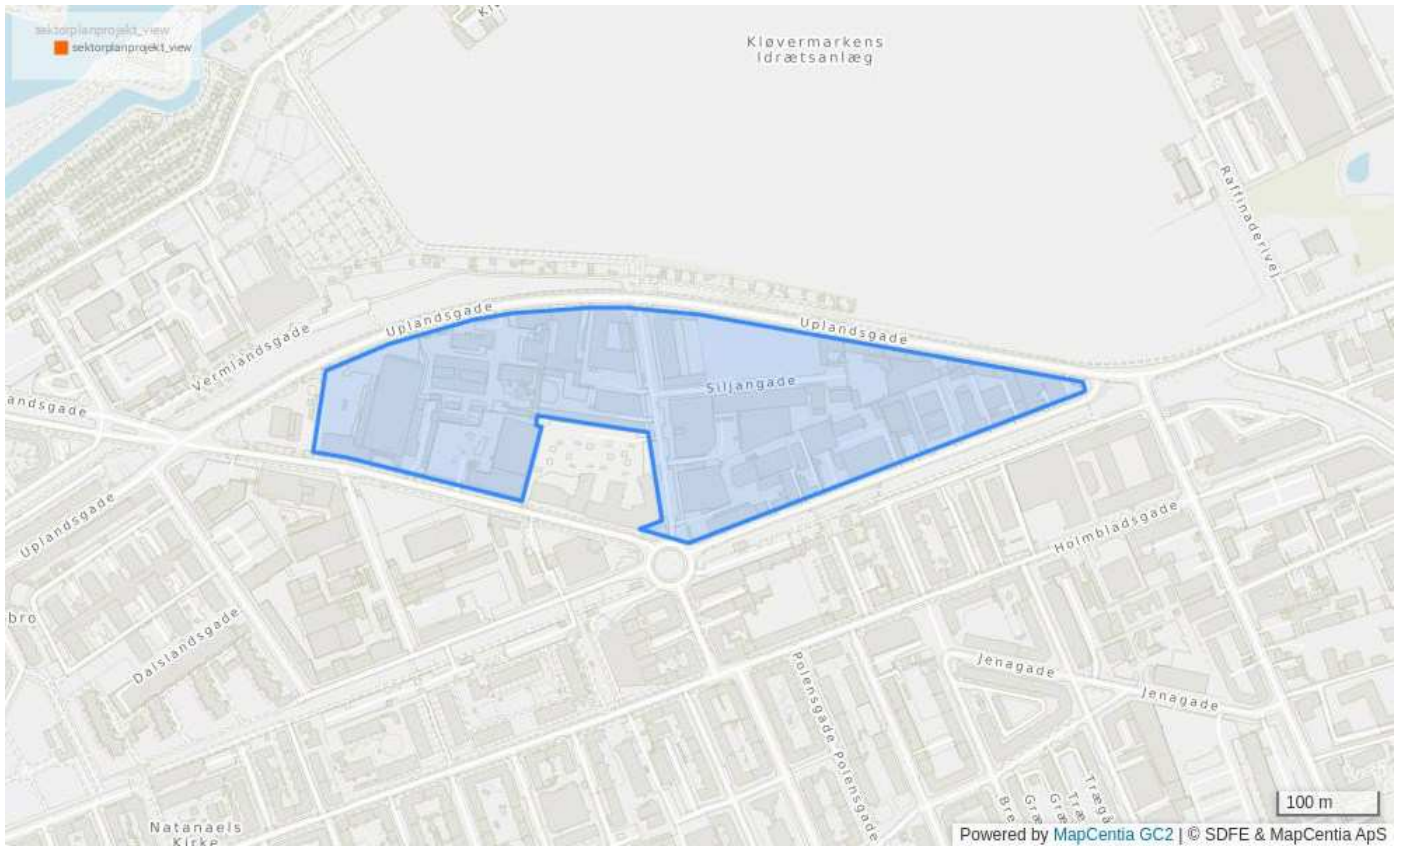 sektorplanprojekt_view
sektorplanprojekt_view
Kløvermarkens
Idrætsanlæg
Raffinaderivej
Uplandsgade
Uplandsgade
Vermlandsgade
Siljangade
andsgade
Uplandsgade
Holmbladsgade
bro
Dalslandsgade
Polensgade
Polensgade
Jenagade
Jenagade
Natanaels
Kirke
100 m
Powered by MapCentia GC2 | © SDFE & MapCentia ApS